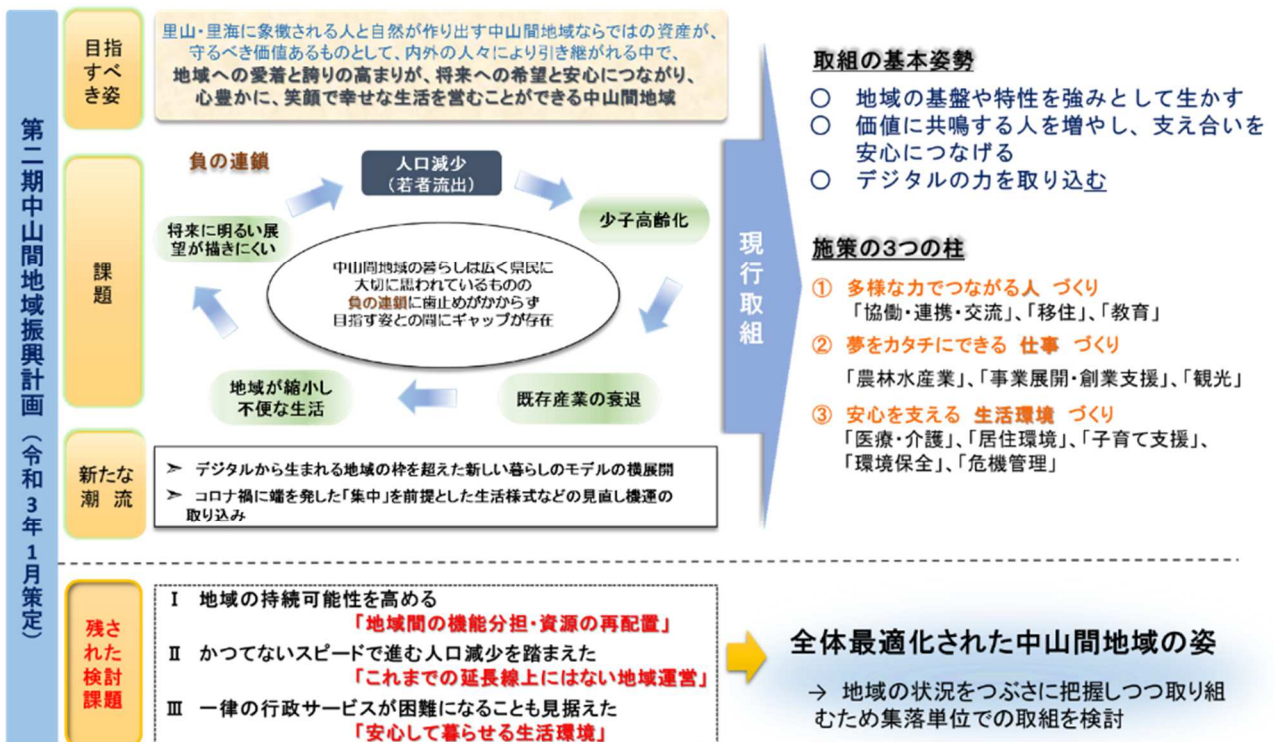 第二期中山間地域振興計画（令和3年1月策定）
目指
すべ
き姿
里山・里海に象徴される人と自然が作り出す中山間地域ならではの資産が、
守るべき価値あるものとして、内外の人々により引き継がれる中で、
地域への愛着と誇りの高まりが、将来への希望と安心につながり、
心豊かに、笑顔で幸せな生活を営むことができる中山間地域
課題
負の連鎖
人口減少
（若者流出）
少子高齢化
既存産業の衰退
地域が縮小し
不便な生活
将来に明るい展
望が描きにくい
中山間地域の暮らしは広く県民に
大切に思われているものの
負の連鎖に歯止めがかからず
目指す姿との間にギャップが存在
新たな
潮 流
➢ デジタルから生まれる地域の枠を超えた新しい暮らしのモデルの横展開
➢ コロナ禍に端を発した「集中」を前提とした生活様式などの見直し機運の
取り込み
現行取組
取組の基本姿勢
○ 地域の基盤や特性を強みとして生かす
○ 価値に共鳴する人を増やし、支え合いを
安心につなげる
○ デジタルの力を取り込む
施策の3つの柱
① 多様な力でつながる人 づくり
「協働・連携・交流」、「移住」、「教育」
② 夢をカタチにできる 仕事 づくり
「農林水産業」、「事業展開・創業支援」、「観光」
③ 安心を支える 生活環境 づくり
「医療・介護」、「居住環境」、「子育て支援」、
「環境保全」、「危機管理」
残さ
れた
検討
課題
Ⅰ 地域の持続可能性を高める
「地域間の機能分担・資源の再配置」
Ⅱ かつてないスピードで進む人口減少を踏まえた
「これまでの延長線上にはない地域運営」
Ⅲ 一律の行政サービスが困難になることも見据えた
「安心して暮らせる生活環境」
全体最適化された中山間地域の姿
→ 地域の状況をつぶさに把握しつつ取り組
むため集落単位での取組を検討